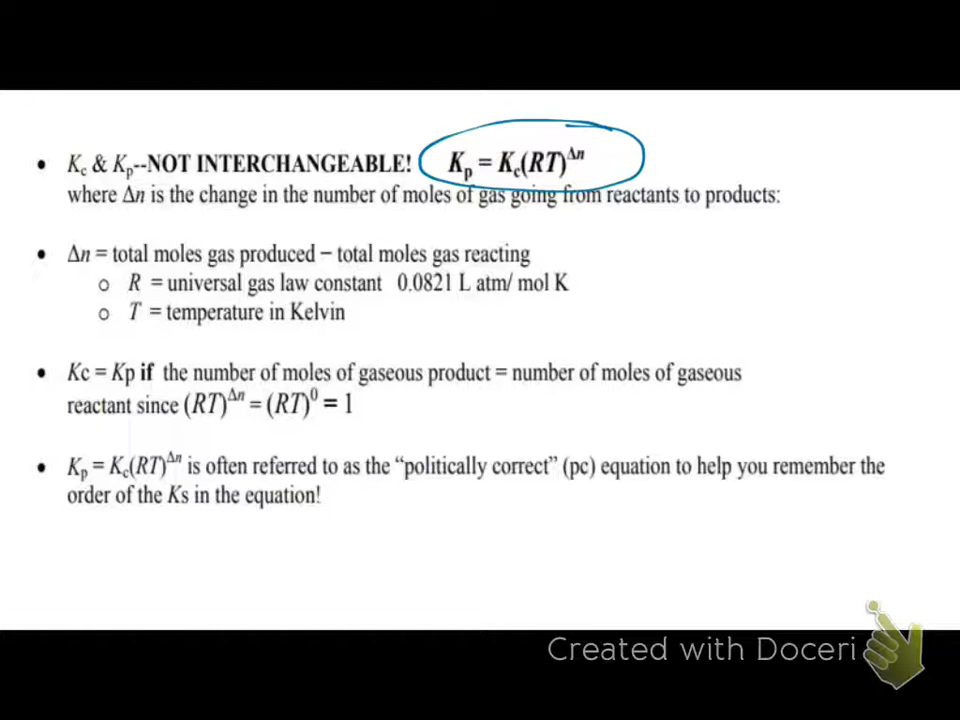 • Kc & Kp--NOT INTERCHANGEABLE! Kp = Kc(RT)^Δn
where Δn is the change in the number of moles of gas going from reactants to products:
• Δn = total moles gas produced − total moles gas reacting
o R = universal gas law constant 0.0821 L atm/ mol K
o T = temperature in Kelvin
• Kc = Kp if the number of moles of gaseous product = number of moles of gaseous
reactant since (RT)^Δn = (RT)^0 = 1
• Kp = Kc(RT)^Δn is often referred to as the “politically correct” (pc) equation to help you remember the
order of the Ks in the equation!
Created with Doceri